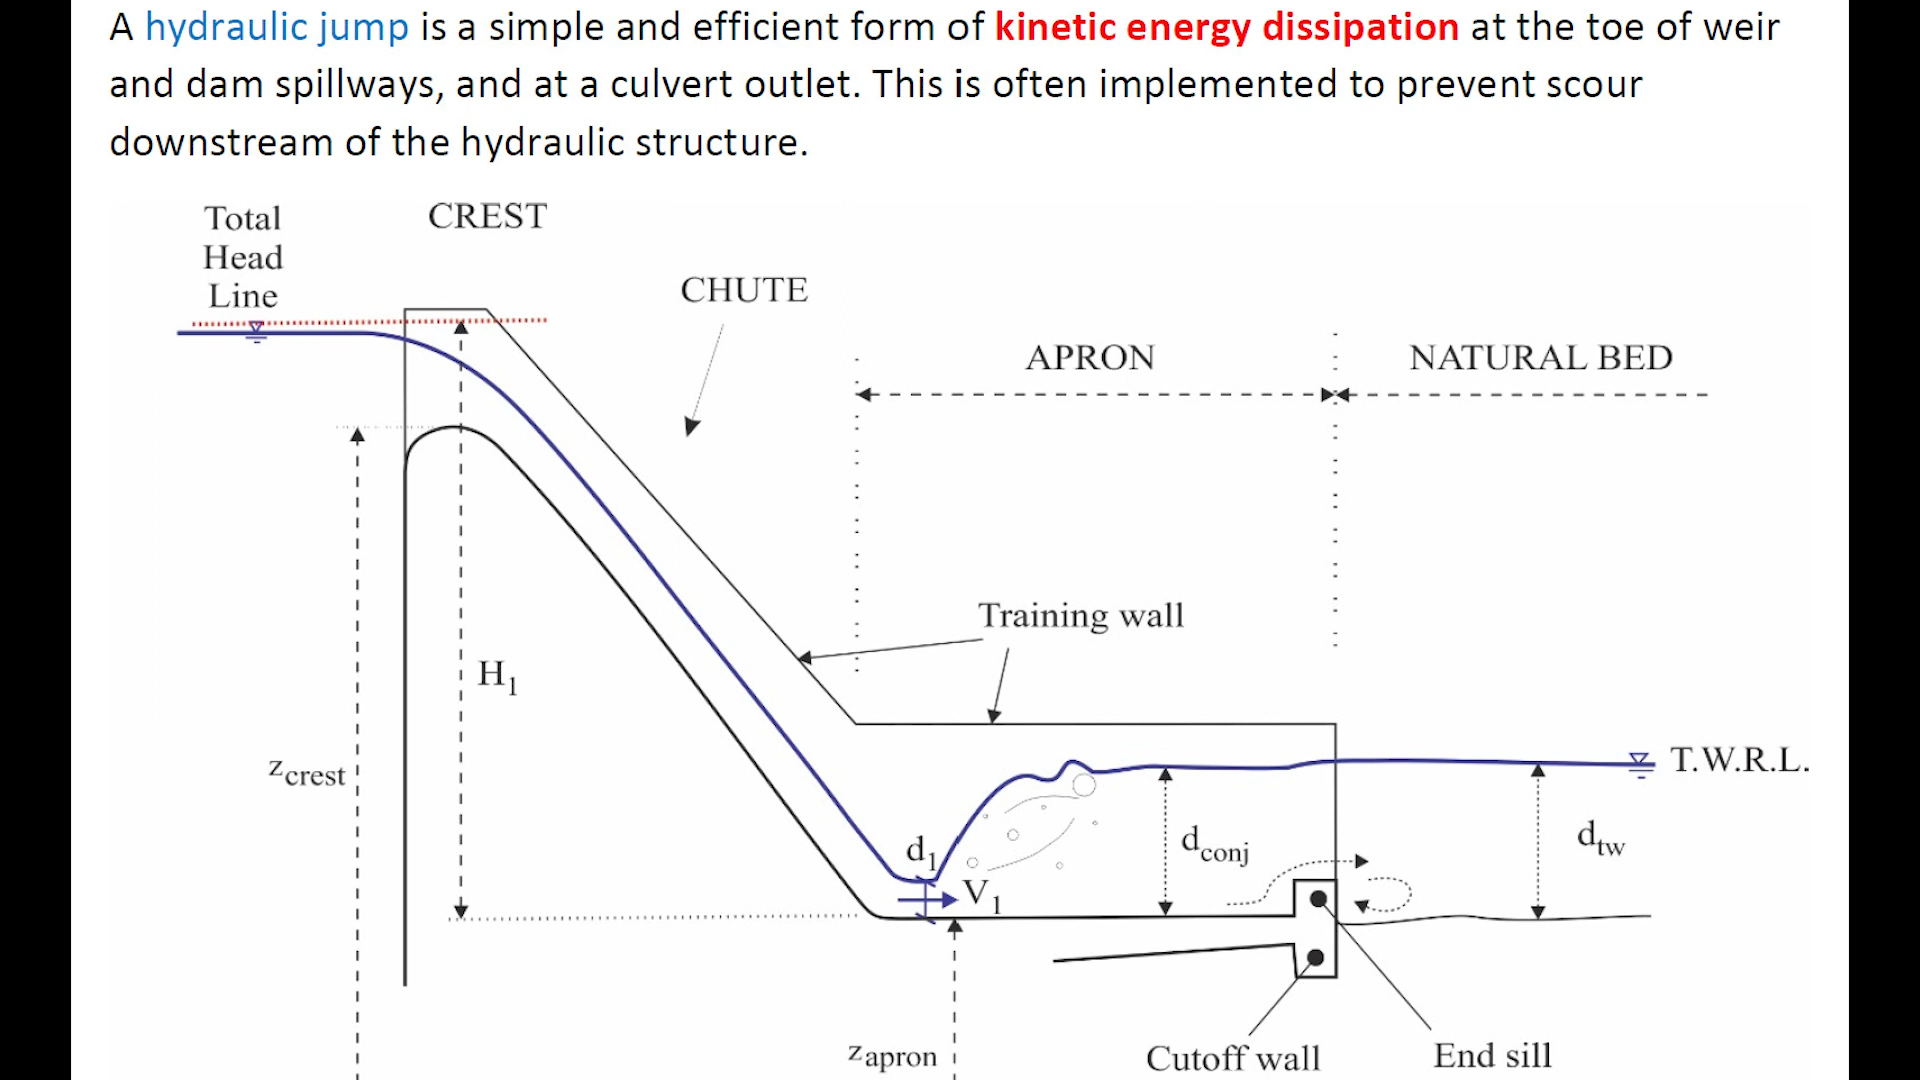 A hydraulic jump is a simple and efficient form of kinetic energy dissipation at the toe of weir
and dam spillways, and at a culvert outlet. This is often implemented to prevent scour
downstream of the hydraulic structure.
Total
Head
Line
CREST
CHUTE
APRON
NATURAL BED
Training wall
H1
zcrest
T.W.R.L.
d1
dconj
dtw
V1
zapron
Cutoff wall
End sill